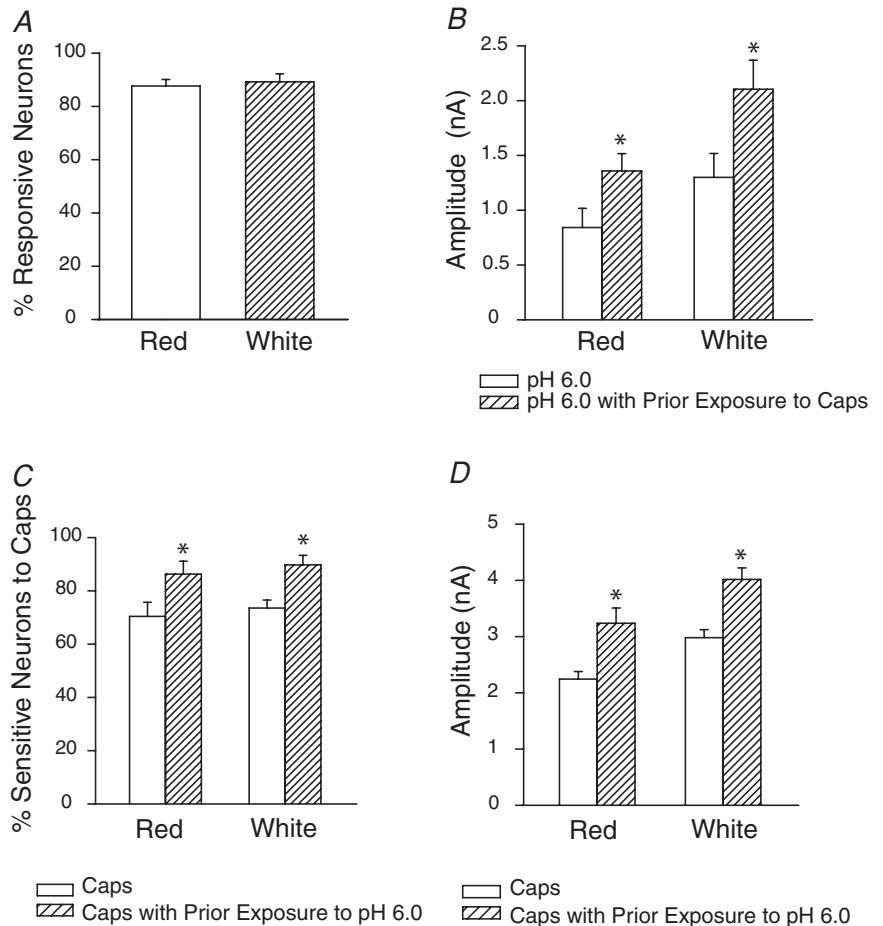 A
% Responsive Neurons
100
80
60
40
20
0
Red White
B
Amplitude (nA)
2.5
2.0
1.5
1.0
0.5
0
*
*
Red White
pH 6.0
pH 6.0 with Prior Exposure to Caps
C
% Sensitive Neurons to Caps
100
80
60
40
20
0
*
*
Red White
Caps
Caps with Prior Exposure to pH 6.0
D
Amplitude (nA)
5
4
3
2
1
0
*
*
Red White
Caps
Caps with Prior Exposure to pH 6.0